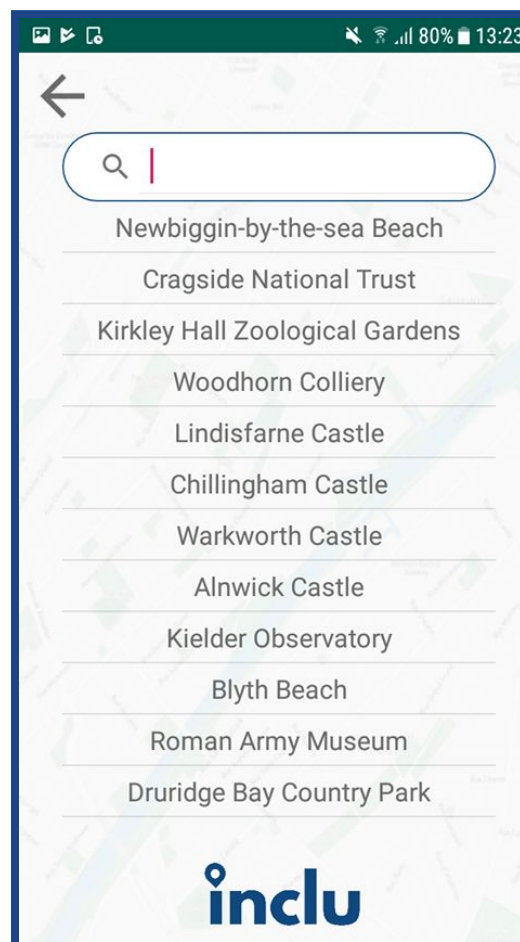 80% 13:23
Newbiggin-by-the-sea Beach
Cragside National Trust
Kirkley Hall Zoological Gardens
Woodhorn Colliery
Lindisfarne Castle
Chillingham Castle
Warkworth Castle
Alnwick Castle
Kielder Observatory
Blyth Beach
Roman Army Museum
Druridge Bay Country Park
inclu